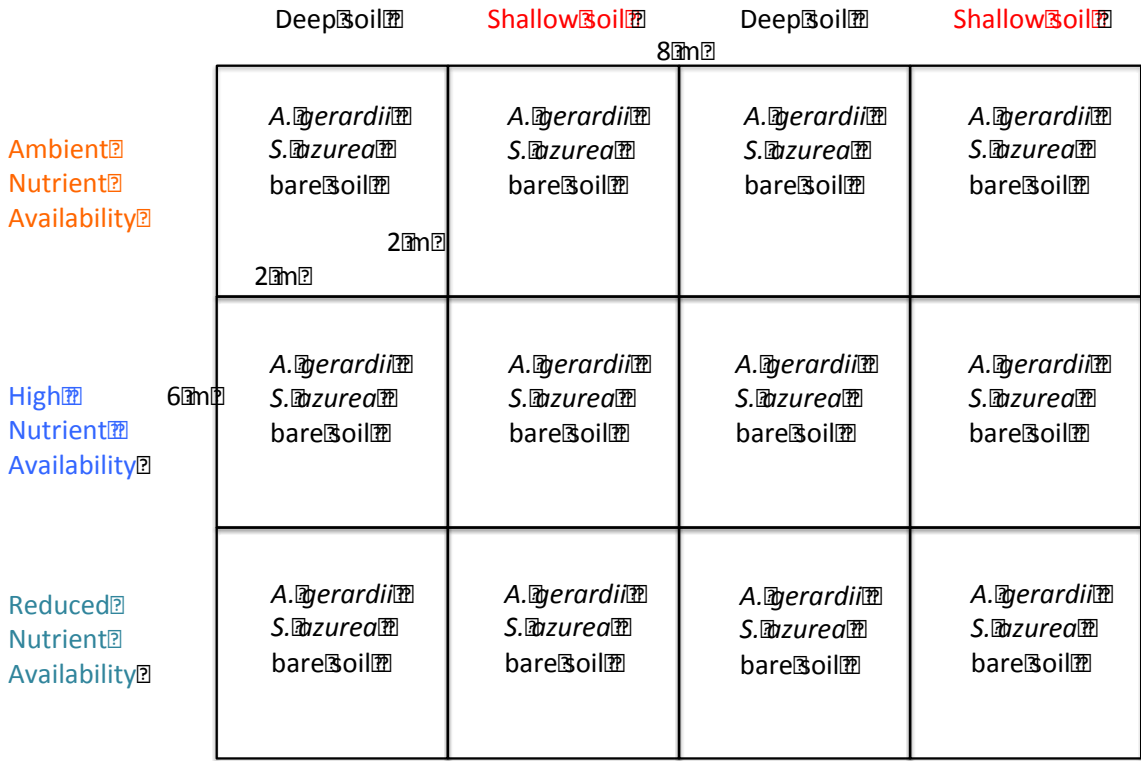 Deep soil
Shallow soil
Deep soil
Shallow soil
8 m
Ambient
Nutrient
Availability
A. gerardii
S. azurea
bare soil
2 m
2 m
A. gerardii
S. azurea
bare soil
A. gerardii
S. azurea
bare soil
A. gerardii
S. azurea
bare soil
High
Nutrient
Availability
6 m
A. gerardii
S. azurea
bare soil
A. gerardii
S. azurea
bare soil
A. gerardii
S. azurea
bare soil
A. gerardii
S. azurea
bare soil
Reduced
Nutrient
Availability
A. gerardii
S. azurea
bare soil
A. gerardii
S. azurea
bare soil
A. gerardii
S. azurea
bare soil
A. gerardii
S. azurea
bare soil